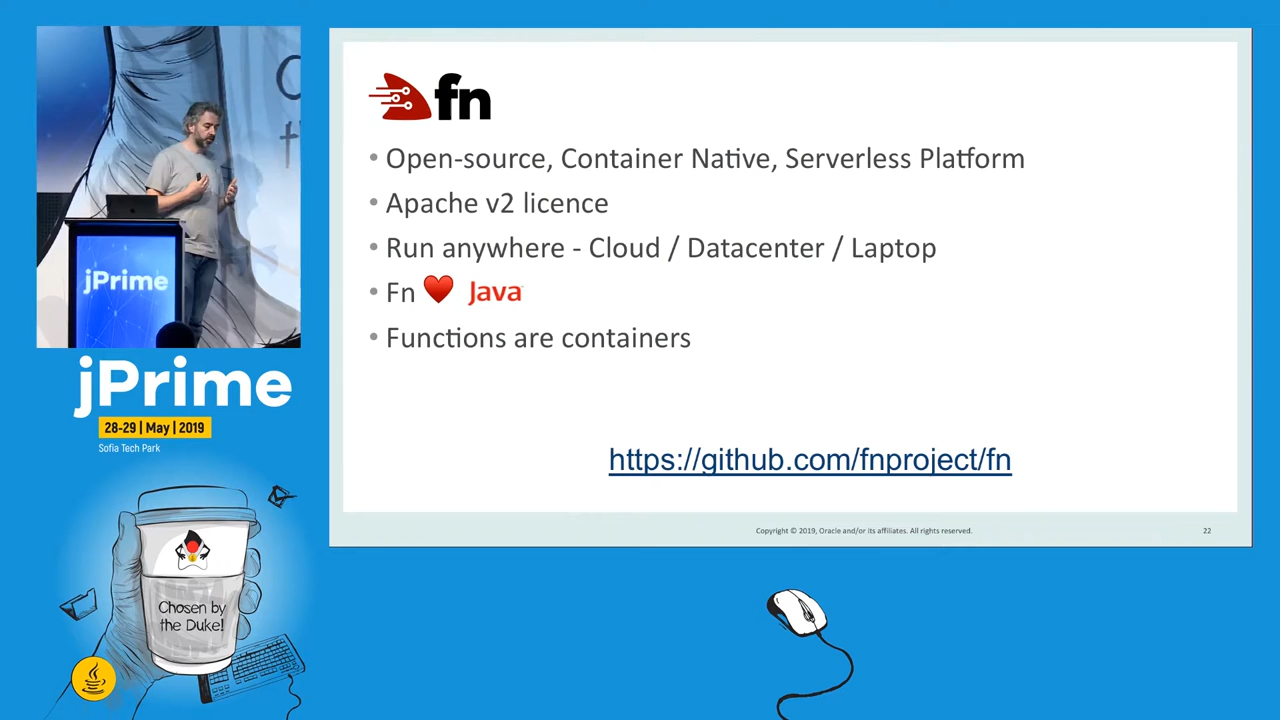 jPrime
jPrime
28-29 | May | 2019
Sofia Tech Park
Chosen by
the Duke!
fn
• Open-source, Container Native, Serverless Platform
• Apache v2 licence
• Run anywhere - Cloud / Datacenter / Laptop
• Fn ❤ Java
• Functions are containers
https://github.com/fnproject/fn
Copyright © 2019, Oracle and/or its affiliates. All rights reserved.
22